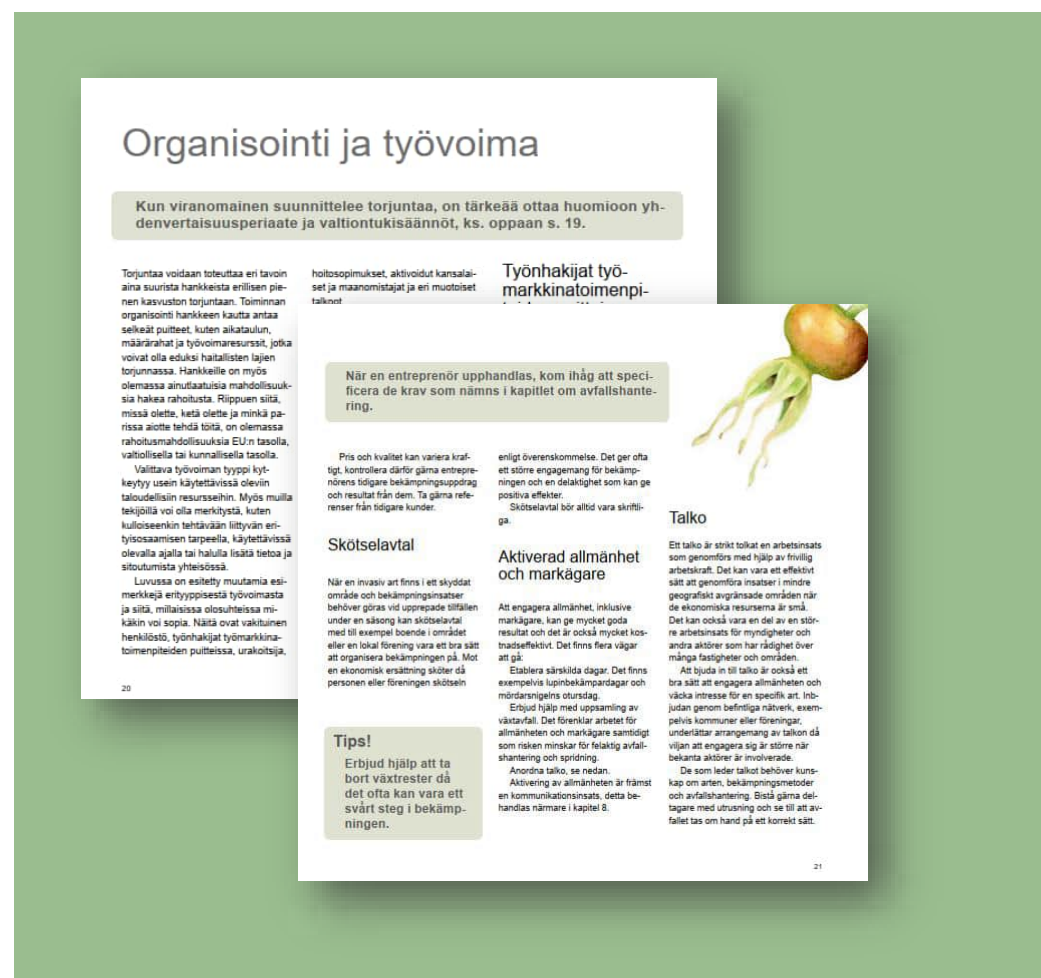 Organisointi ja työvoima
Kun viranomainen suunnittelee torjuntaa, on tärkeää ottaa huomioon yh-
denvertaisuusperiaate ja valtiontukisäännöt, ks. oppaan s. 19.
Torjuntaa voidaan toteuttaa eri tavoin
aina suurista hankkeista erillisen pie-
nen kasvuston torjuntaan. Toiminnan
organisointi hankkeen kautta antaa
selkeät puitteet, kuten aikataulun,
määrärahat ja työvoimaresurssit, jotka
voivat olla eduksi haitallisten lajien
torjunnassa. Hankkeille on myös
olemassa ainutlaatuisia mahdollisuuk-
sia hakea rahoitusta. Riippuen siitä,
missä olette, ketä olette ja minkä pa-
rissa aiotte tehdä töitä, on olemassa
rahoitusmahdollisuuksia EU:n tasolla,
valtiollisella tai kunnallisella tasolla.
Valittava työvoiman tyyppi kyt-
keytyy usein käytettävissä oleviin
taloudellisiin resursseihin. Myös muilla
tekijöillä voi olla merkitystä, kuten
kulloiseenkin tehtävään liittyvän eri-
tyisosaamisen tarpeella, käytettävissä
olevalla ajalla tai halulla lisätä tietoa ja
sitoutumista yhteisössä.
Luvussa on esitetty muutamia esi-
merkkejä erityyppisestä työvoimasta
ja siitä, millaisissa olosuhteissa mi-
käkin voi sopia. Näitä ovat vakituinen
henkilöstö, työnhakijat työmarkkina-
toimenpiteiden puitteissa, urakoitsija,
20
hoitosopimukset, aktivoidut kansalai-
set ja maanomistajat ja eri muotoiset
talkoot
Työnhakijat työ-
markkinatoimenpi-
När en entreprenör upphandlas, kom ihåg att speci-
ficera de krav som nämns i kapitlet om avfallshante-
ring.
Pris och kvalitet kan variera kraf-
tigt, kontrollera därför gärna entrepre-
nörens tidigare bekämpningsuppdrag
och resultat från dem. Ta gärna refe-
renser från tidigare kunder.
Skötselavtal
När en invasiv art finns i ett skyddat
område och bekämpningsinsatser
behöver göras vid upprepade tillfällen
under en säsong kan skötselavtal
med till exempel boende i området
eller en lokal förening vara ett bra sätt
att organisera bekämpningen på. Mot
en ekonomisk ersättning sköter då
personen eller föreningen skötseln
Tips!
Erbjud hjälp att ta
bort växtrester då
det ofta kan vara ett
svårt steg i bekämp-
ningen.
enligt överenskommelse. Det ger ofta
ett större engagemang för bekämp-
ningen och en delaktighet som kan ge
positiva effekter.
Skötselavtal bör alltid vara skriftli-
ga.
Aktiverad allmänhet
och markägare
Att engagera allmänhet, inklusive
markägare, kan ge mycket goda
resultat och det är också mycket kos-
tnadseffektivt. Det finns flera vägar
att gå:
Etablera särskilda dagar. Det finns
exempelvis lupinbekämpardagar och
mördarsnigelns otursdag.
Erbjud hjälp med uppsamling av
växtavfall. Det förenklar arbetet för
allmänheten och markägare samtidigt
som risken minskar för felaktig avfall-
shantering och spridning.
Anordna talko, se nedan.
Aktivering av allmänheten är främst
en kommunikationsinsats, detta be-
handlas närmare i kapitel 8.
Talko
Ett talko är strikt tolkat en arbetsinsats
som genomförs med hjälp av frivillig
arbetskraft. Det kan vara ett effektivt
sätt att genomföra insatser i mindre
geografiskt avgränsade områden när
de ekonomiska resurserna är små.
Det kan också vara en del av en stör-
re arbetsinsats för myndigheter och
andra aktörer som har rådighet över
många fastigheter och områden.
Att bjuda in till talko är också ett
bra sätt att engagera allmänheten och
väcka intresse för en specifik art. Inb-
judan genom befintliga nätverk, exem-
pelvis kommuner eller föreningar,
underlättar arrangemang av talkon då
viljan att engagera sig är större när
bekanta aktörer är involverade.
De som leder talkot behöver kuns-
kap om arten, bekämpningsmetoder
och avfallshantering. Bistå gärna del-
tagare med utrusning och se till att av-
fallet tas om hand på ett korrekt sätt.
21